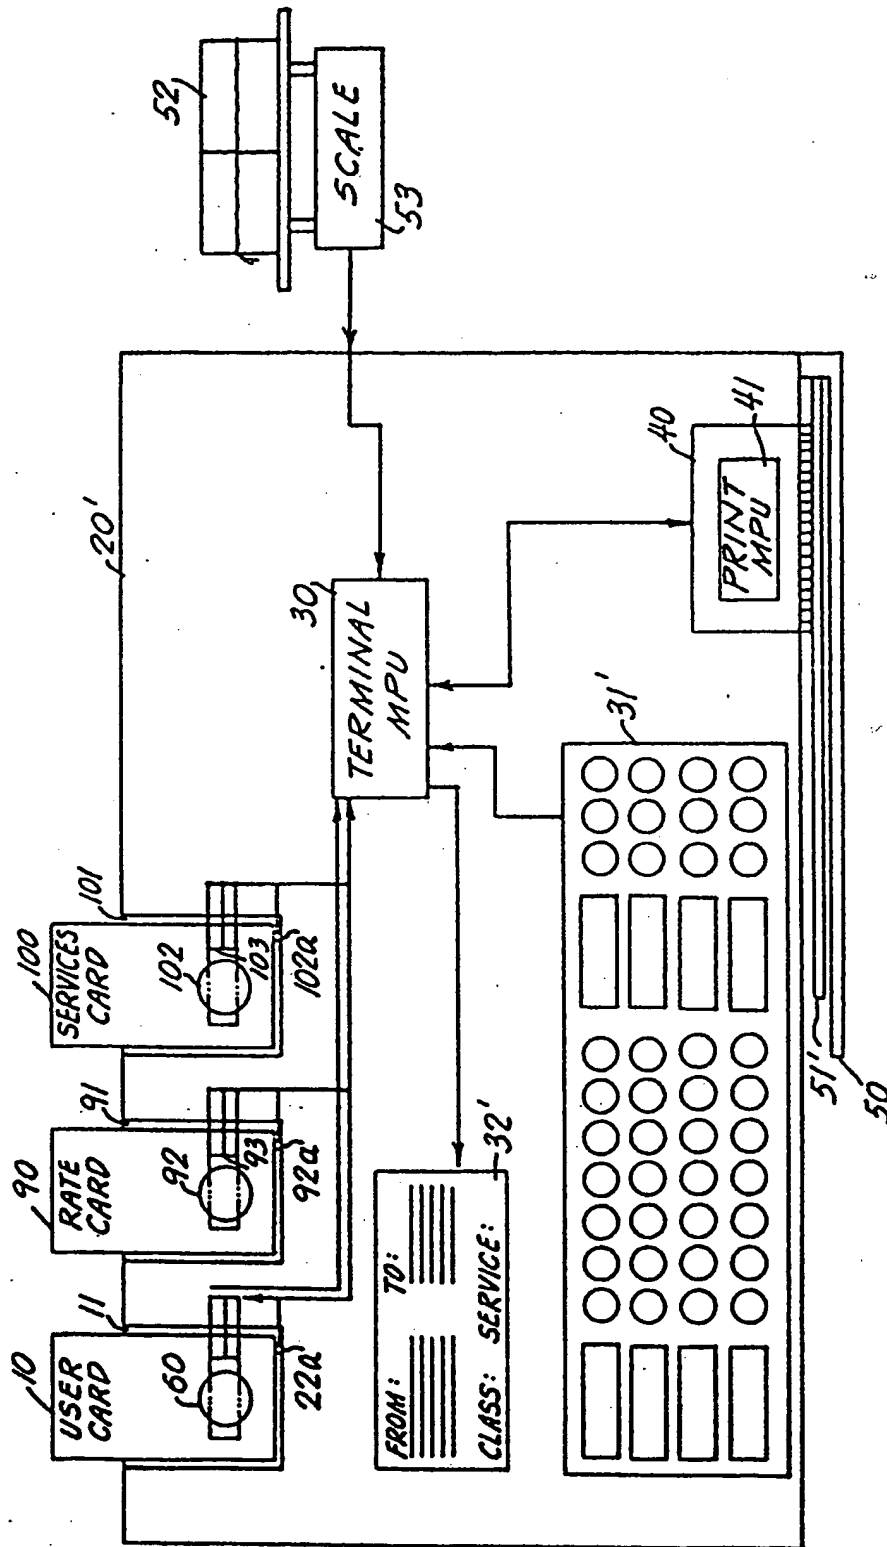 10
USER
CARD
11
60
22a
90
RATE
CARD
91
92
93
92a
100
SERVICES
CARD
101
102
103
102a
20'
52
SCALE
53
30
TERMINAL
MPU
FROM: TO:
CLASS: SERVICE:
32'
31'
40
PRINT
MPU
41
51'
50